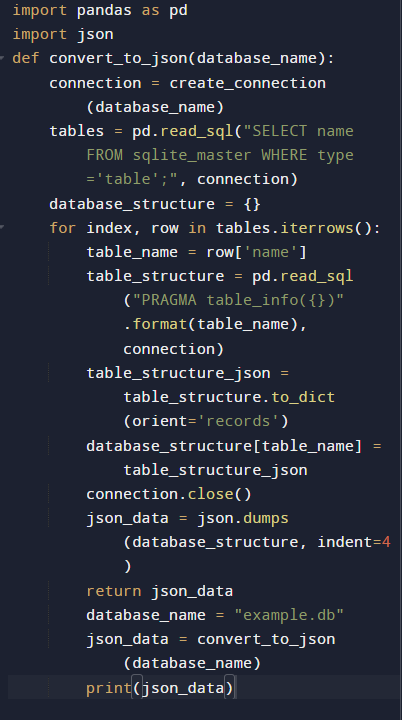 import pandas as pd
import json
def convert_to_json(database_name):
    connection = create_connection
        (database_name)
    tables = pd.read_sql("SELECT name
        FROM sqlite_master WHERE type
        ='table';", connection)
    database_structure = {}
    for index, row in tables.iterrows():
        table_name = row['name']
        table_structure = pd.read_sql
            ("PRAGMA table_info({})"
            .format(table_name),
            connection)
        table_structure_json =
            table_structure.to_dict
            (orient='records')
        database_structure[table_name] =
            table_structure_json
        connection.close()
        json_data = json.dumps
            (database_structure, indent=4
            )
        return json_data
        database_name = "example.db"
        json_data = convert_to_json
            (database_name)
        print(json_data)